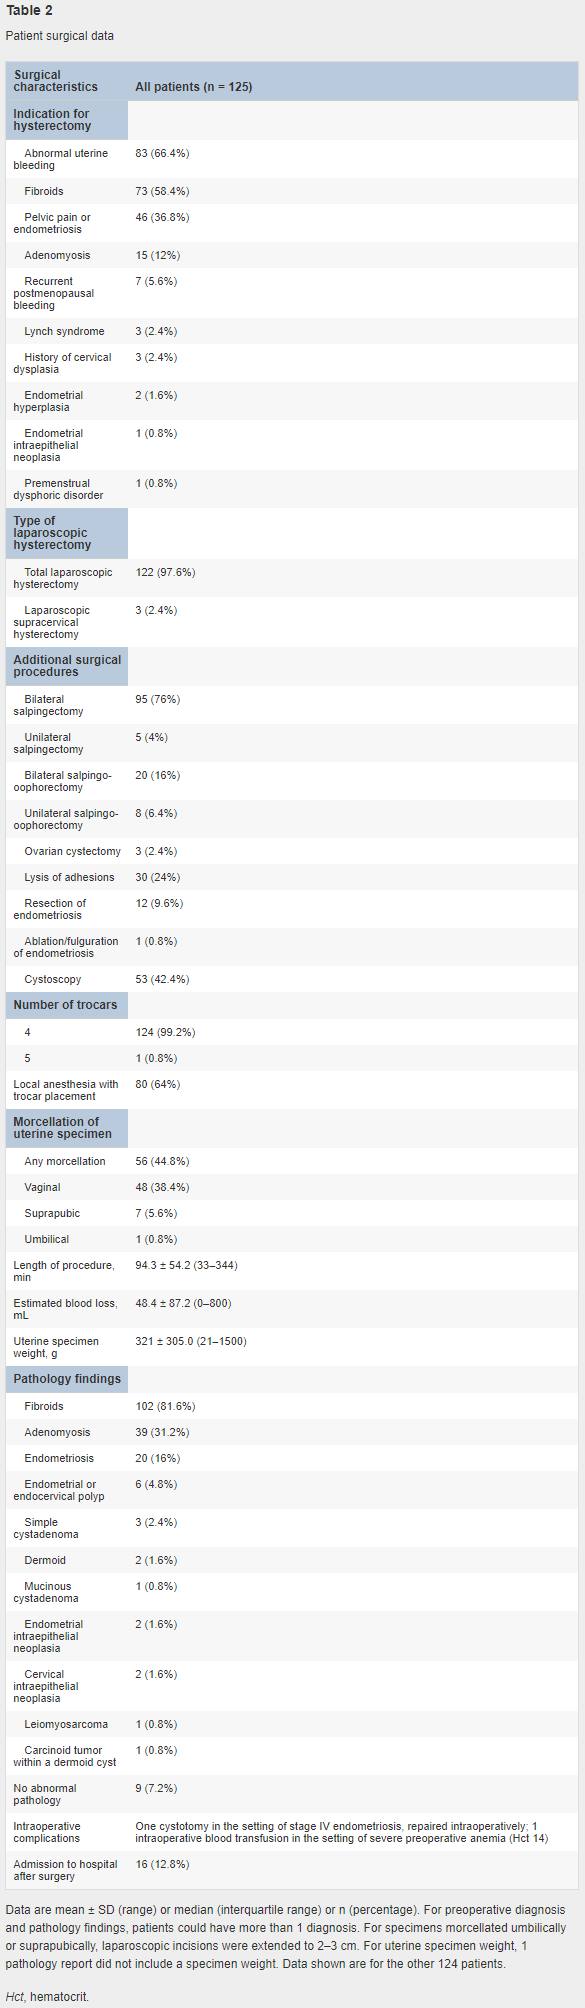 Table 2
Patient surgical data
Surgical
characteristics
All patients (n = 125)
Indication for
hysterectomy
Abnormal uterine
bleeding
83 (66.4%)
Fibroids
73 (58.4%)
Pelvic pain or
endometriosis
46 (36.8%)
Adenomyosis
15 (12%)
Recurrent
postmenopausal
bleeding
7 (5.6%)
Lynch syndrome
3 (2.4%)
History of cervical
dysplasia
3 (2.4%)
Endometrial
hyperplasia
2 (1.6%)
Endometrial
intraepithelial
neoplasia
1 (0.8%)
Premenstrual
dysphoric disorder
1 (0.8%)
Type of
laparoscopic
hysterectomy
Total laparoscopic
hysterectomy
122 (97.6%)
Laparoscopic
supracervical
hysterectomy
3 (2.4%)
Additional surgical
procedures
Bilateral
salpingectomy
95 (76%)
Unilateral
salpingectomy
5 (4%)
Bilateral salpingo-
oophorectomy
20 (16%)
Unilateral salpingo-
oophorectomy
8 (6.4%)
Ovarian cystectomy
3 (2.4%)
Lysis of adhesions
30 (24%)
Resection of
endometriosis
12 (9.6%)
Ablation/fulguration
of endometriosis
1 (0.8%)
Cystoscopy
53 (42.4%)
Number of trocars
4
124 (99.2%)
5
1 (0.8%)
Local anesthesia with
trocar placement
80 (64%)
Morcellation of
uterine specimen
Any morcellation
56 (44.8%)
Vaginal
48 (38.4%)
Suprapubic
7 (5.6%)
Umbilical
1 (0.8%)
Length of procedure,
min
94.3 ± 54.2 (33–344)
Estimated blood loss,
mL
48.4 ± 87.2 (0–800)
Uterine specimen
weight, g
321 ± 305.0 (21–1500)
Pathology findings
Fibroids
102 (81.6%)
Adenomyosis
39 (31.2%)
Endometriosis
20 (16%)
Endometrial or
endocervical polyp
6 (4.8%)
Simple
cystadenoma
3 (2.4%)
Dermoid
2 (1.6%)
Mucinous
cystadenoma
1 (0.8%)
Endometrial
intraepithelial
neoplasia
2 (1.6%)
Cervical
intraepithelial
neoplasia
2 (1.6%)
Leiomyosarcoma
1 (0.8%)
Carcinoid tumor
within a dermoid cyst
1 (0.8%)
No abnormal
pathology
9 (7.2%)
Intraoperative
complications
One cystotomy in the setting of stage IV endometriosis, repaired intraoperatively; 1
intraoperative blood transfusion in the setting of severe preoperative anemia (Hct 14)
Admission to hospital
after surgery
16 (12.8%)
Data are mean ± SD (range) or median (interquartile range) or n (percentage). For preoperative diagnosis
and pathology findings, patients could have more than 1 diagnosis. For specimens morcellated umbilically
or suprapubically, laparoscopic incisions were extended to 2–3 cm. For uterine specimen weight, 1
pathology report did not include a specimen weight. Data shown are for the other 124 patients.
Hct, hematocrit.